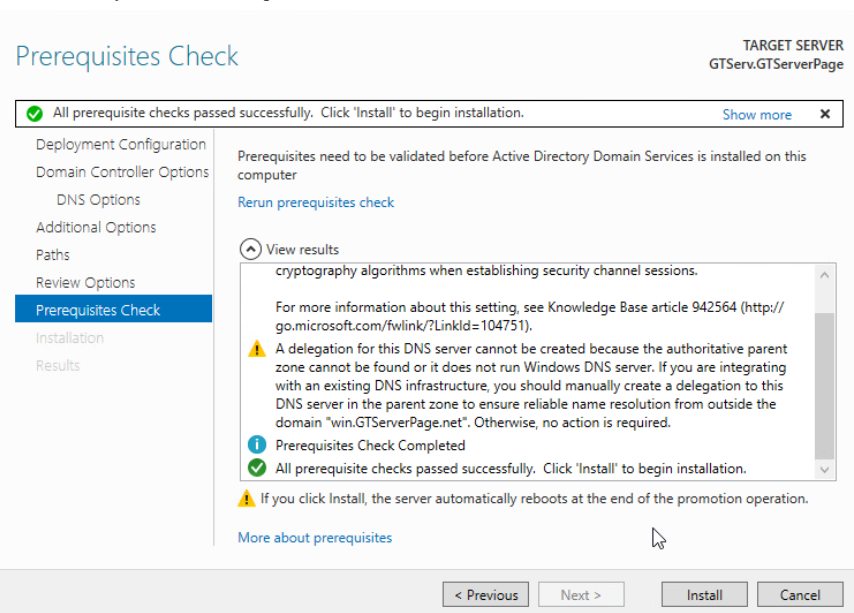 Prerequisites Check
TARGET SERVER
GTServ.GTServerPage
All prerequisite checks passed successfully. Click 'Install' to begin installation.
Show more
Deployment Configuration
Domain Controller Options
DNS Options
Additional Options
Paths
Review Options
Prerequisites Check
Installation
Results
Prerequisites need to be validated before Active Directory Domain Services is installed on this
computer
Rerun prerequisites check
View results
cryptography algorithms when establishing security channel sessions.
For more information about this setting, see Knowledge Base article 942564 (http://
go.microsoft.com/fwlink/?LinkId=104751).
A delegation for this DNS server cannot be created because the authoritative parent
zone cannot be found or it does not run Windows DNS server. If you are integrating
with an existing DNS infrastructure, you should manually create a delegation to this
DNS server in the parent zone to ensure reliable name resolution from outside the
domain "win.GTServerPage.net". Otherwise, no action is required.
Prerequisites Check Completed
All prerequisite checks passed successfully. Click 'Install' to begin installation.
If you click Install, the server automatically reboots at the end of the promotion operation.
More about prerequisites
< Previous
Next >
Install
Cancel